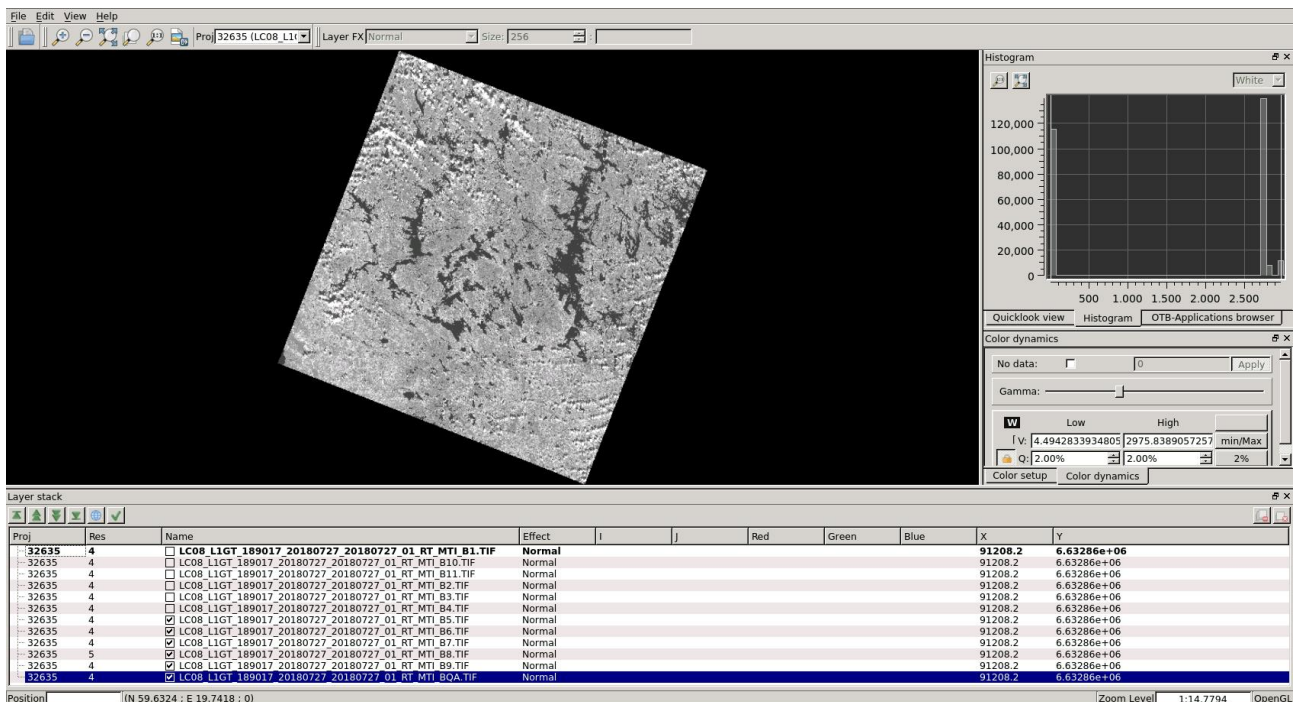 File Edit View Help
Proj 32635 (LC08_L1( Layer FX Normal Size: 256 :
Histogram
White
120,000
100,000
80,000
60,000
40,000
20,000
0
500 1.000 1.500 2.000 2.500
Quicklook view Histogram OTB-Applications browser
Color dynamics
No data: 0 Apply
Gamma:
W Low High
V: 4.4942833934805 2975.8389057257 min/Max
Q: 2.00% 2.00% 2%
Color setup Color dynamics
Layer stack
Proj Res Name Effect I J Red Green Blue X Y
32635 4 LC08_L1GT_189017_20180727_20180727_01_RT_MTI_B1.TIF Normal 91208.2 6.63286e+06
32635 4 LC08_L1GT_189017_20180727_20180727_01_RT_MTI_B10.TIF Normal 91208.2 6.63286e+06
32635 4 LC08_L1GT_189017_20180727_20180727_01_RT_MTI_B11.TIF Normal 91208.2 6.63286e+06
32635 4 LC08_L1GT_189017_20180727_20180727_01_RT_MTI_B2.TIF Normal 91208.2 6.63286e+06
32635 4 LC08_L1GT_189017_20180727_20180727_01_RT_MTI_B3.TIF Normal 91208.2 6.63286e+06
32635 4 LC08_L1GT_189017_20180727_20180727_01_RT_MTI_B4.TIF Normal 91208.2 6.63286e+06
32635 4 LC08_L1GT_189017_20180727_20180727_01_RT_MTI_B5.TIF Normal 91208.2 6.63286e+06
32635 4 LC08_L1GT_189017_20180727_20180727_01_RT_MTI_B6.TIF Normal 91208.2 6.63286e+06
32635 4 LC08_L1GT_189017_20180727_20180727_01_RT_MTI_B7.TIF Normal 91208.2 6.63286e+06
32635 5 LC08_L1GT_189017_20180727_20180727_01_RT_MTI_B8.TIF Normal 91208.2 6.63286e+06
32635 4 LC08_L1GT_189017_20180727_20180727_01_RT_MTI_B9.TIF Normal 91208.2 6.63286e+06
32635 4 LC08_L1GT_189017_20180727_20180727_01_RT_MTI_BQA.TIF Normal 91208.2 6.63286e+06
Position (N 59.6324 ; E 19.7418 ; 0) Zoom Level 1:14.7794 OpenGL